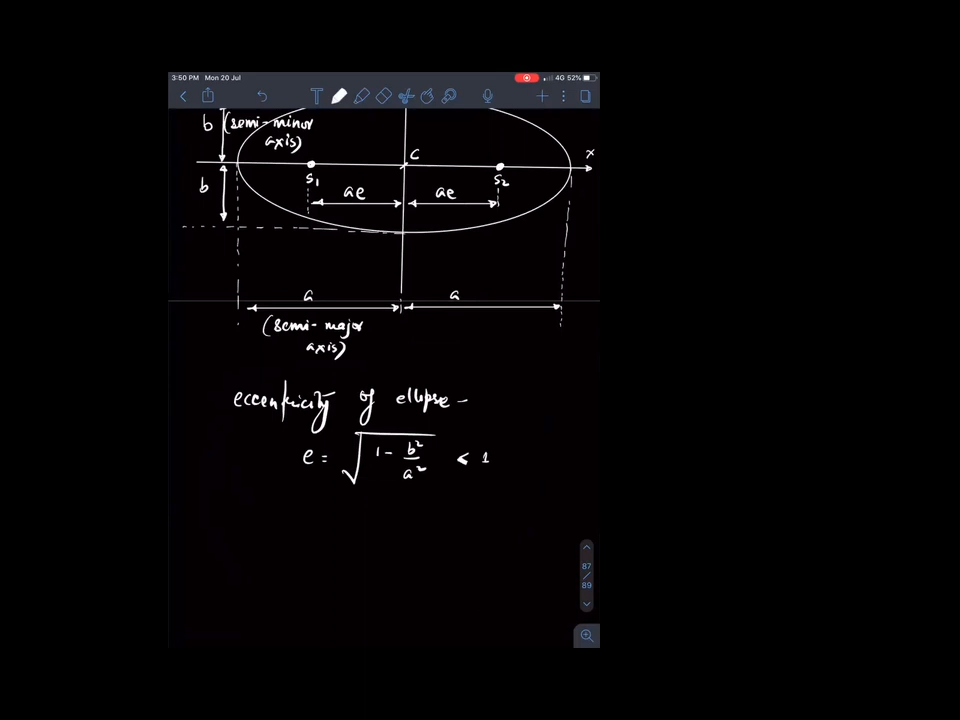 3:50 PM Mon 20 Jul
4G 52%
T
b (semi-minor
axis)
C
x
S₁
S₂
b
ae
ae
a
a
(semi-major
axis)
eccentricity of ellipse -
e = √(1 - b²/a²) < 1
87
/
89